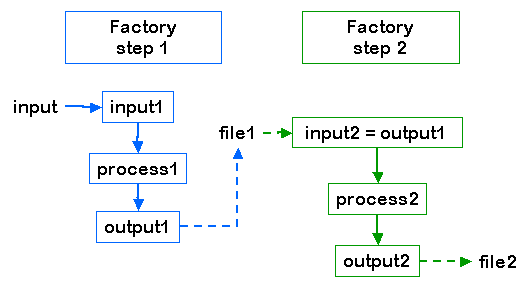 Factory
step 1
Factory
step 2
input
input1
process1
output1
file1
input2 = output1
process2
output2
file2